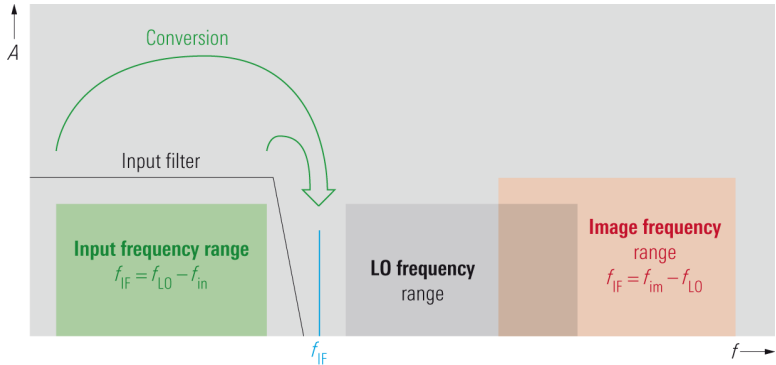 A
Conversion
Input filter
Input frequency range
f_IF = f_LO – f_in
LO frequency
range
Image frequency
range
f_IF = f_im – f_LO
f_IF
f